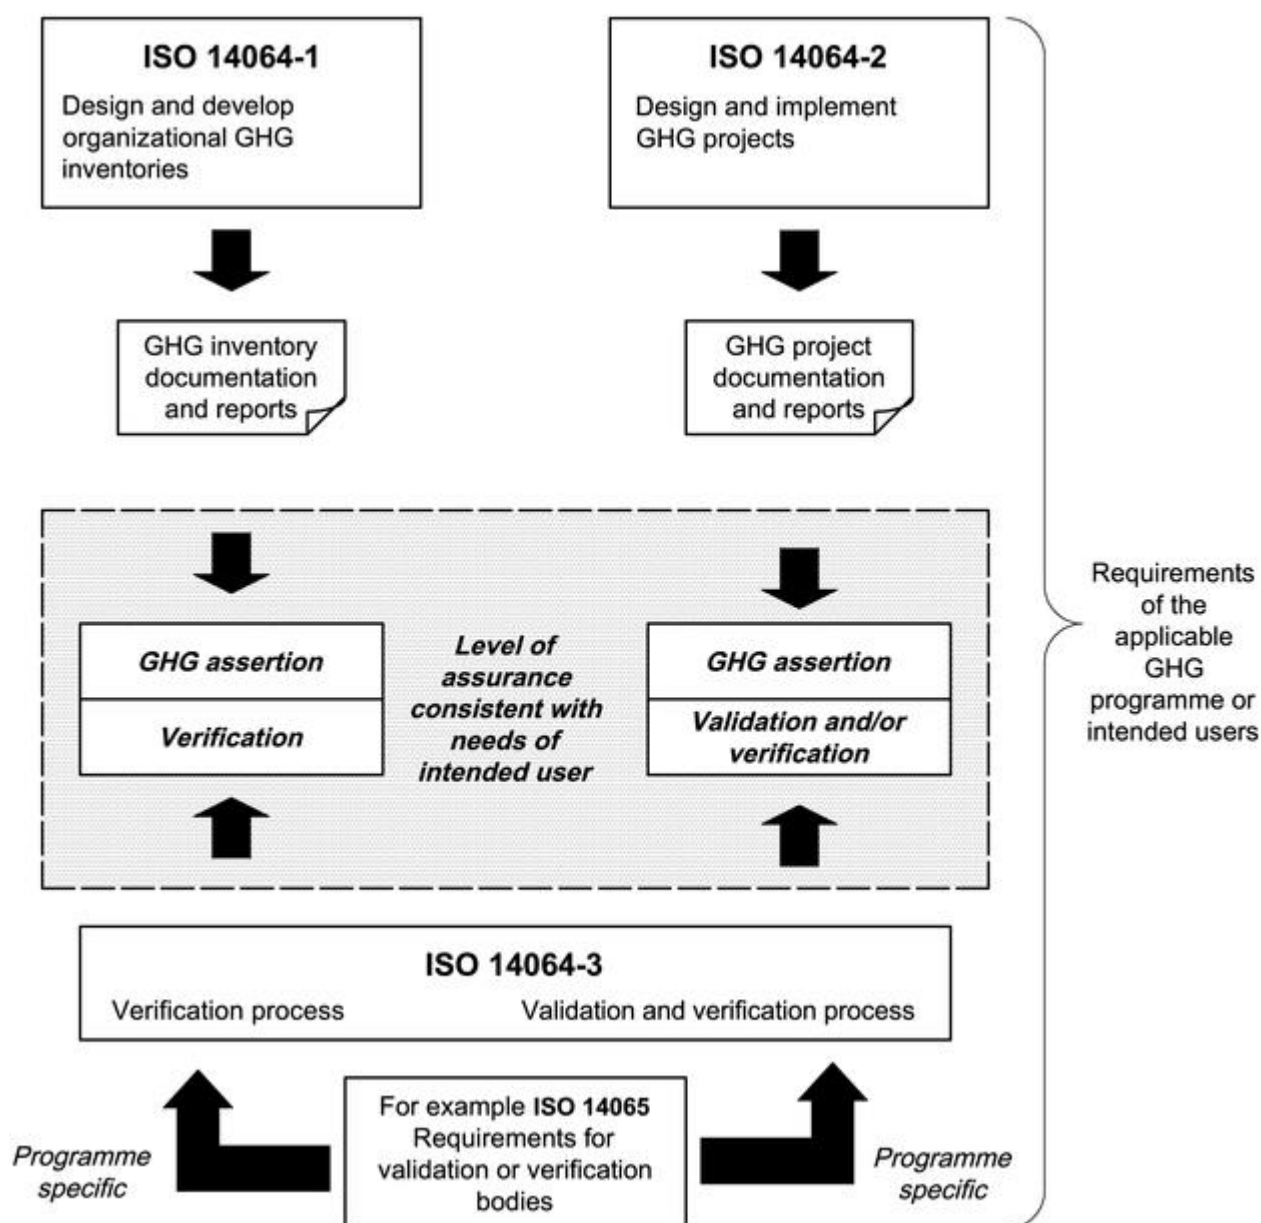 ISO 14064-1
Design and develop
organizational GHG
inventories
ISO 14064-2
Design and implement
GHG projects
GHG inventory
documentation
and reports
GHG project
documentation
and reports
GHG assertion
Verification
Level of
assurance
consistent with
needs of
intended user
GHG assertion
Validation and/or
verification
Requirements
of the
applicable
GHG
programme or
intended users
ISO 14064-3
Verification process
Validation and verification process
Programme
specific
For example ISO 14065
Requirements for
validation or verification
bodies
Programme
specific